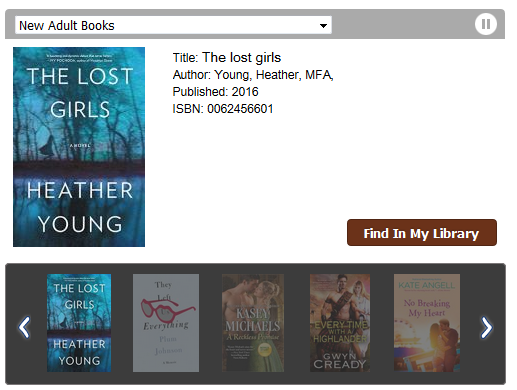 New Adult Books
THE LOST
GIRLS
A NOVEL
HEATHER
YOUNG
Title: The lost girls
Author: Young, Heather, MFA,
Published: 2016
ISBN: 0062456601
Find In My Library
THE LOST
GIRLS
HEATHER
YOUNG
They
Left
Everything
Plum
Johnson
KASEY
MICHAELS
A Reckless Promise
EVERY TIME
WITH A
HIGHLANDER
GWYN
CREADY
KATE ANGELL
No Breaking
My Heart